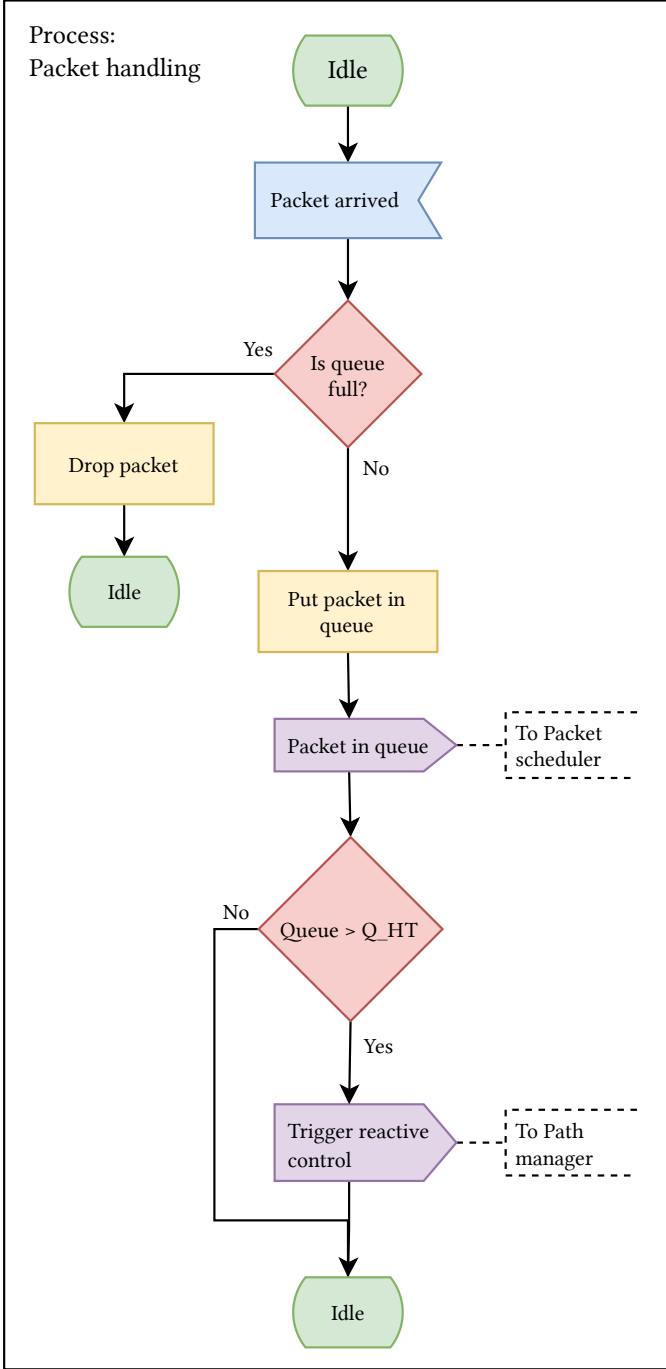 Process:
Packet handling
Idle
Packet arrived
Yes
Is queue
full?
Drop packet
No
Idle
Put packet in
queue
Packet in queue
To Packet
scheduler
No
Queue > Q_HT
Yes
Trigger reactive
control
To Path
manager
Idle